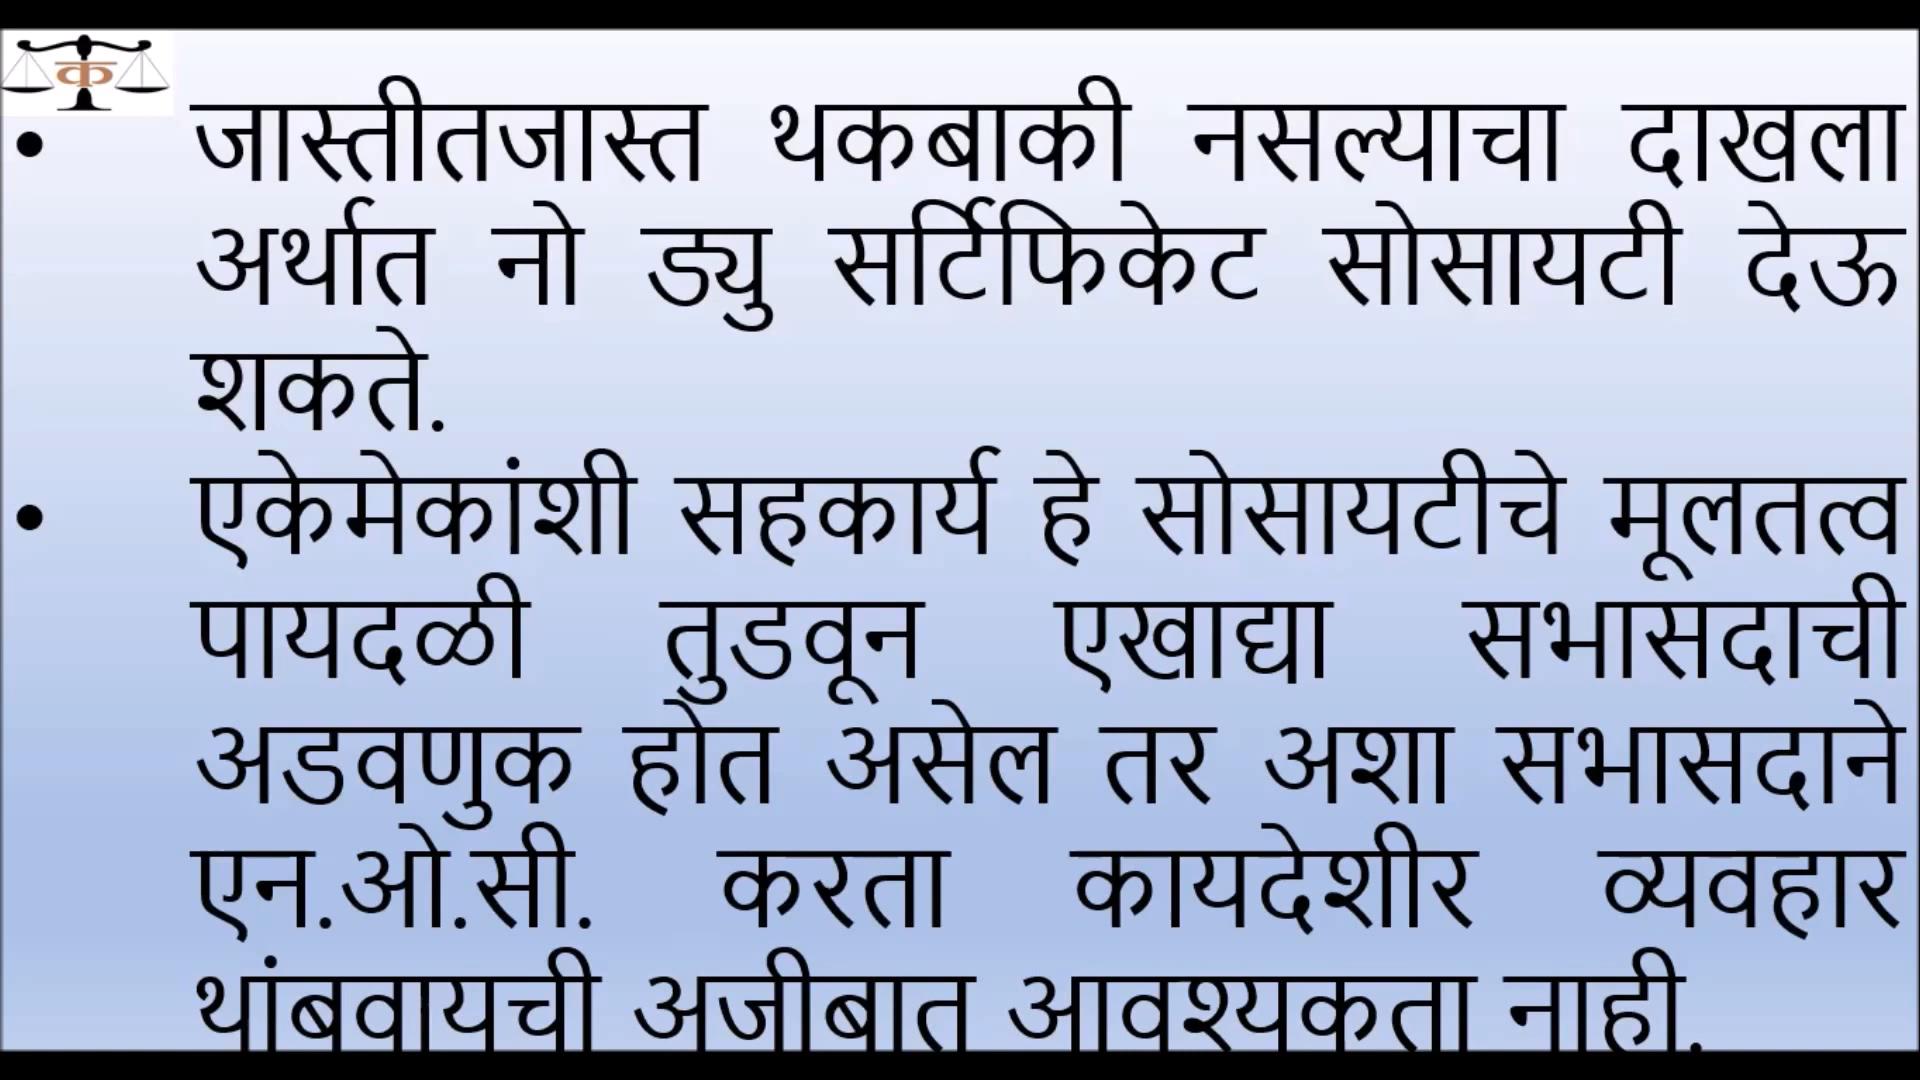 क
• जास्तीतजास्त थकबाकी नसल्याचा दाखला
अर्थात नो ड्यु सर्टिफिकेट सोसायटी देऊ
शकते.
• एकेमेकांशी सहकार्य हे सोसायटीचे मूलतत्व
पायदळी तुडवून एखाद्या सभासदाची
अडवणुक होत असेल तर अशा सभासदाने
एन.ओ.सी. करता कायदेशीर व्यवहार
थांबवायची अजीबात आवश्यकता नाही.